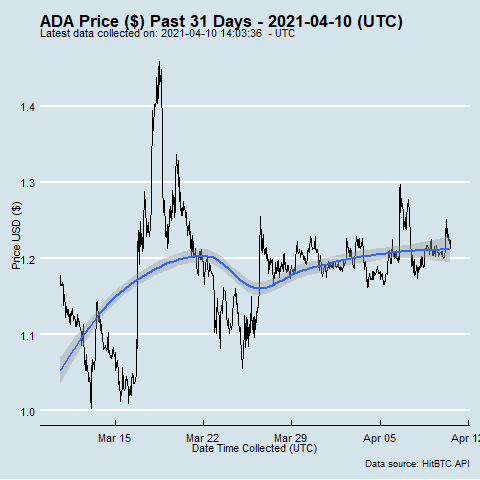 ADA Price ($) Past 31 Days - 2021-04-10 (UTC)
Latest data collected on: 2021-04-10 14:03:36 - UTC
1.4
1.3
1.2
1.1
1.0
Price USD ($)
Mar 15 Mar 22 Mar 29 Apr 05 Apr 12
Date Time Collected (UTC)
Data source: HitBTC API